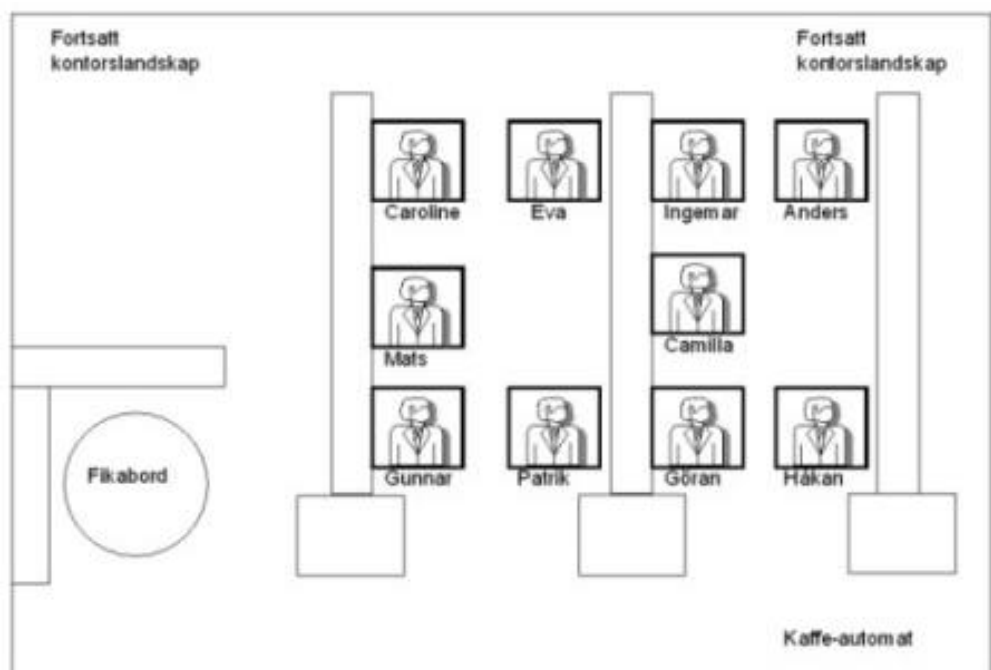 Fortsatt
kontorslandskap
Fortsatt
kontorslandskap
Caroline
Eva
Ingemar
Anders
Mats
Camilla
Gunnar
Patrik
Göran
Håkan
Fikabord
Kaffe-automat